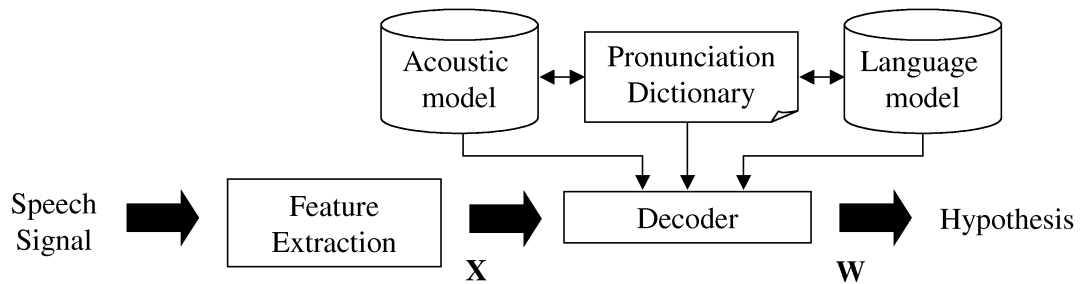 Acoustic
model
Pronunciation
Dictionary
Language
model
Speech
Signal
Feature
Extraction
Decoder
Hypothesis
X
W